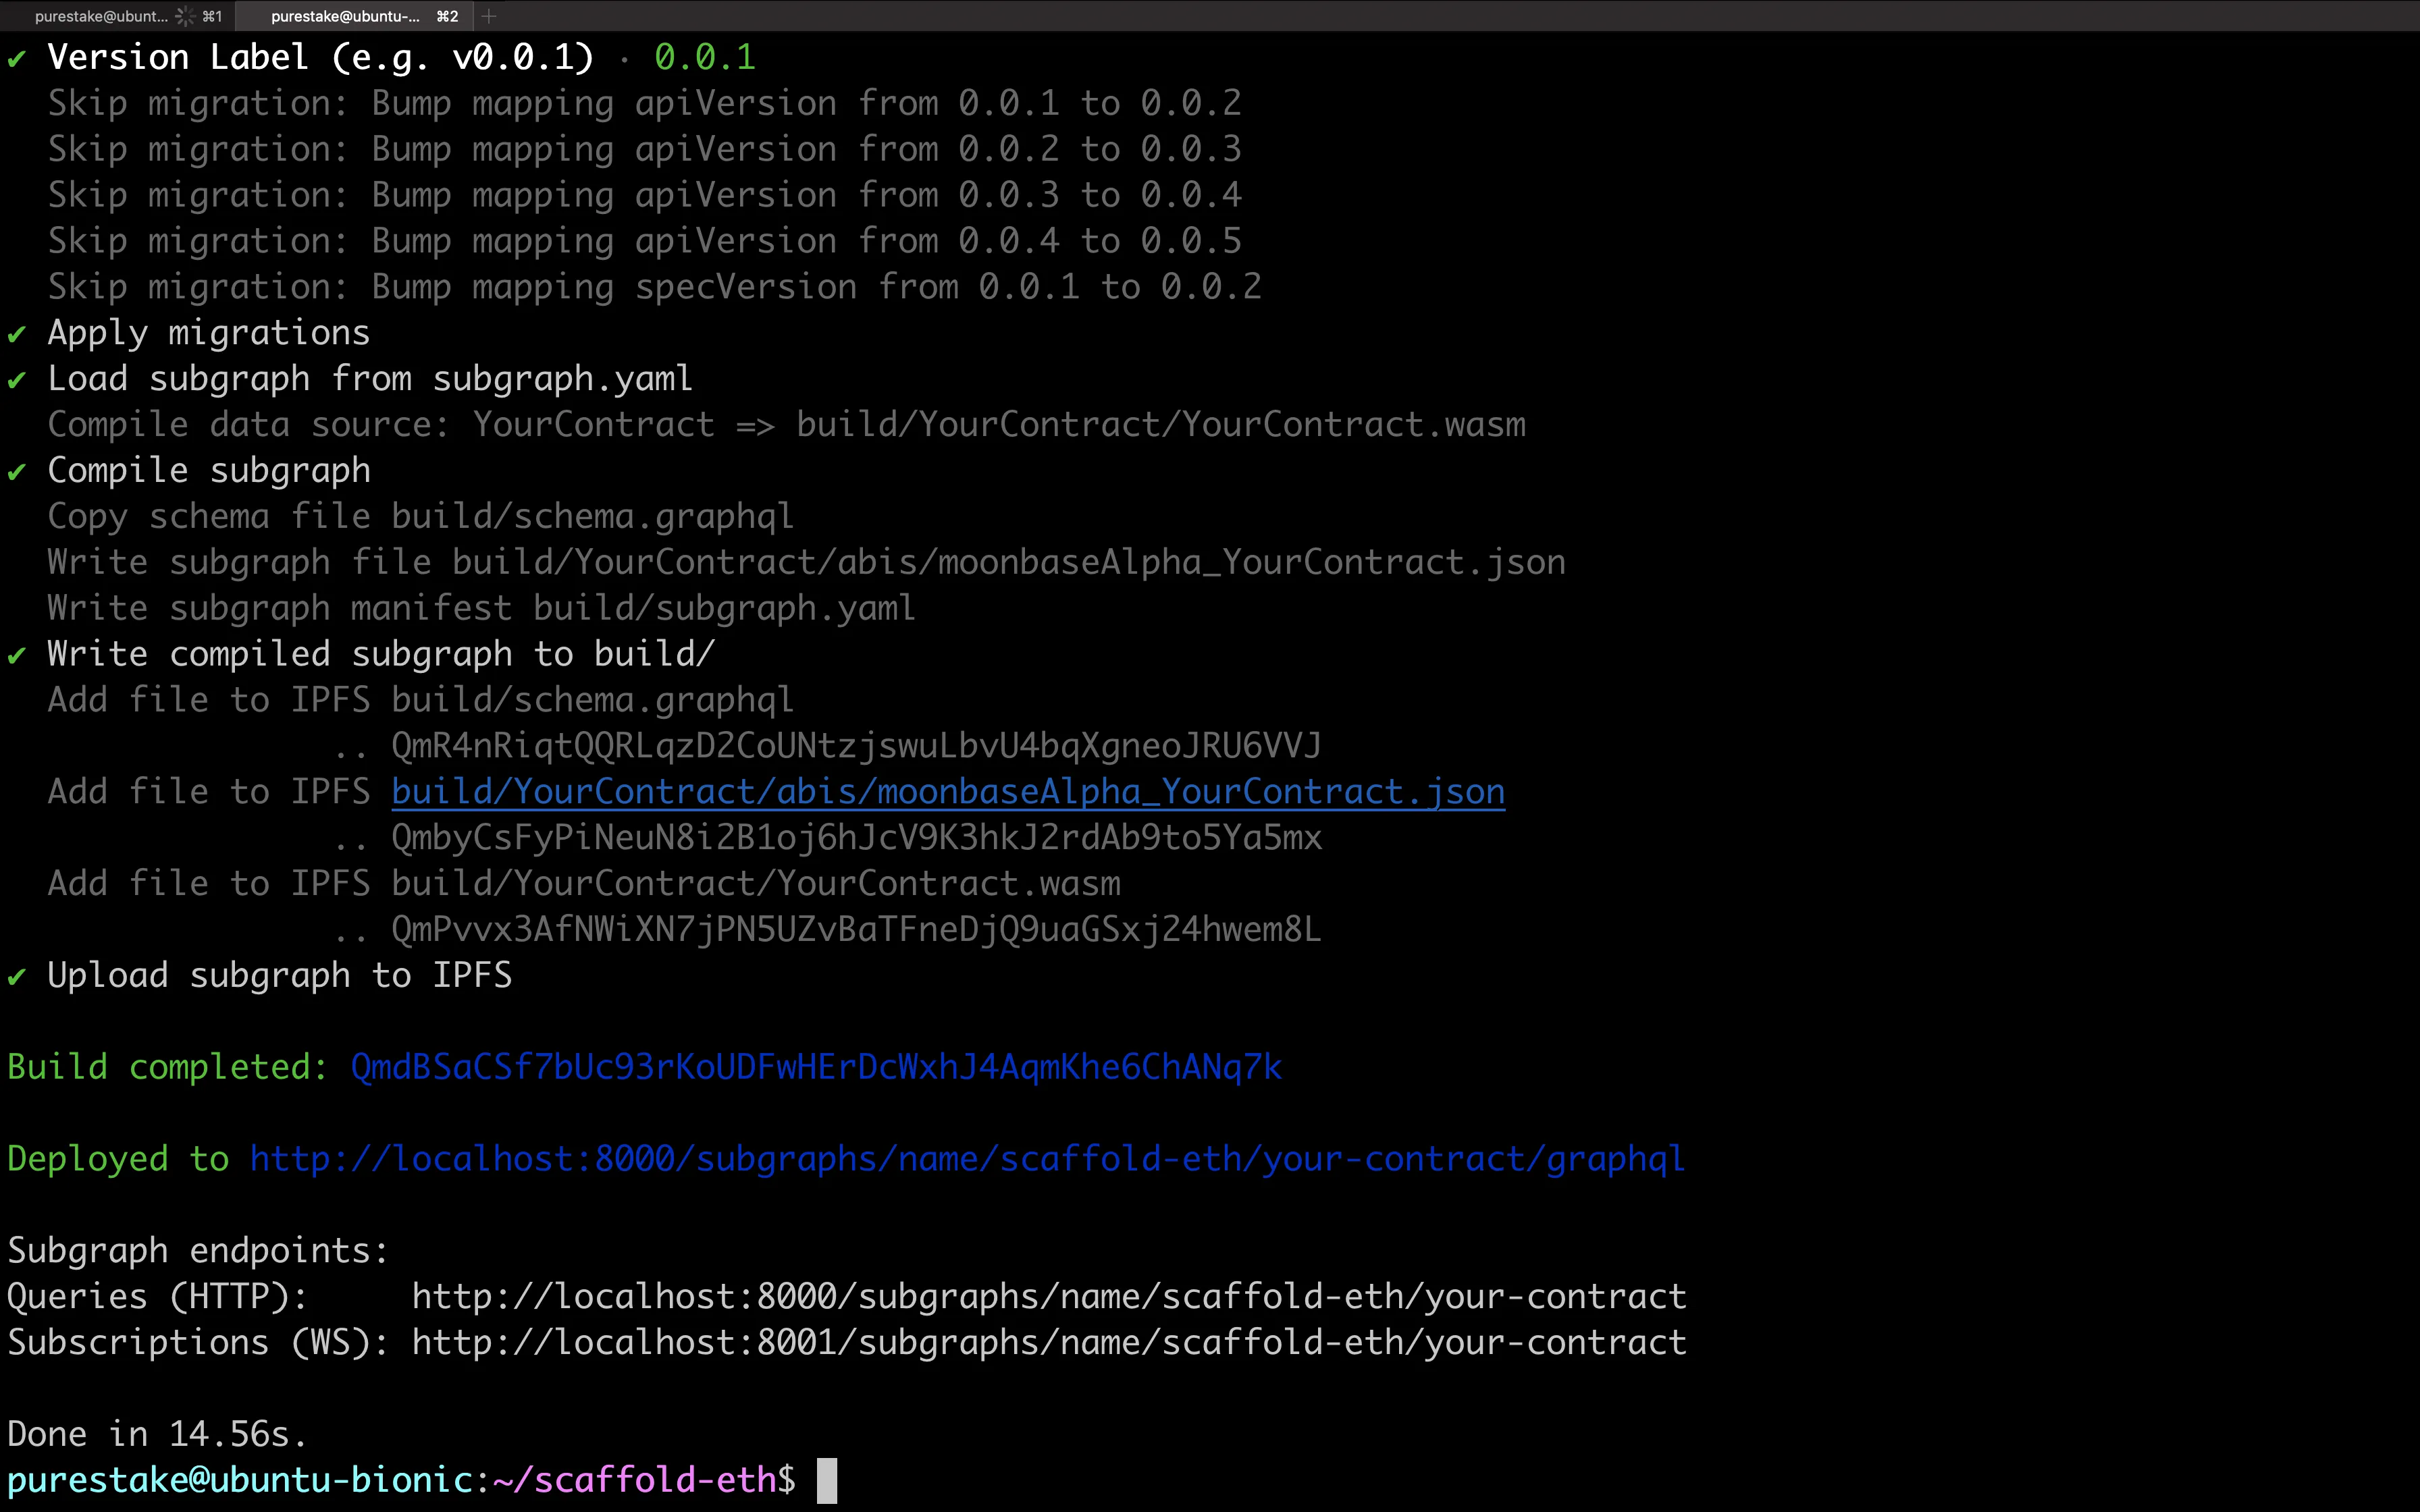 purestake@ubunt... ⌘1 purestake@ubuntu-... ⌘2 +
✔ Version Label (e.g. v0.0.1) · 0.0.1
Skip migration: Bump mapping apiVersion from 0.0.1 to 0.0.2
Skip migration: Bump mapping apiVersion from 0.0.2 to 0.0.3
Skip migration: Bump mapping apiVersion from 0.0.3 to 0.0.4
Skip migration: Bump mapping apiVersion from 0.0.4 to 0.0.5
Skip migration: Bump mapping specVersion from 0.0.1 to 0.0.2
✔ Apply migrations
✔ Load subgraph from subgraph.yaml
Compile data source: YourContract => build/YourContract/YourContract.wasm
✔ Compile subgraph
Copy schema file build/schema.graphql
Write subgraph file build/YourContract/abis/moonbaseAlpha_YourContract.json
Write subgraph manifest build/subgraph.yaml
✔ Write compiled subgraph to build/
Add file to IPFS build/schema.graphql
.. QmR4nRiqtQQRLqzD2CoUNtzjswuLbvU4bqXgneoJRU6VVJ
Add file to IPFS build/YourContract/abis/moonbaseAlpha_YourContract.json
.. QmbyCsFyPiNeuN8i2B1oj6hJcV9K3hkJ2rdAb9to5Ya5mx
Add file to IPFS build/YourContract/YourContract.wasm
.. QmPvvx3AfNWiXN7jPN5UZvBaTFneDjQ9uaGSxj24hwem8L
✔ Upload subgraph to IPFS
Build completed: QmdBSaCSf7bUc93rKoUDFwHErDcWxhJ4AqmKhe6ChANq7k
Deployed to http://localhost:8000/subgraphs/name/scaffold-eth/your-contract/graphql
Subgraph endpoints:
Queries (HTTP):     http://localhost:8000/subgraphs/name/scaffold-eth/your-contract
Subscriptions (WS): http://localhost:8001/subgraphs/name/scaffold-eth/your-contract
Done in 14.56s.
purestake@ubuntu-bionic:~/scaffold-eth$